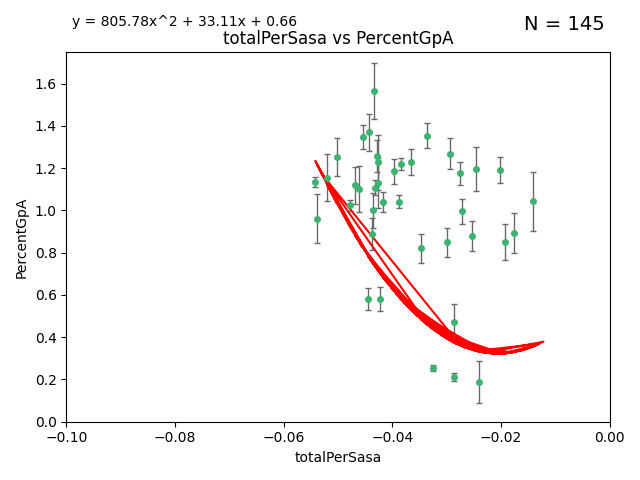 y = 805.78x^2 + 33.11x + 0.66
N = 145
totalPerSasa vs PercentGpA
PercentGpA
1.6
1.4
1.2
1.0
0.8
0.6
0.4
0.2
0.0
−0.10 −0.08 −0.06 −0.04 −0.02 0.00
totalPerSasa